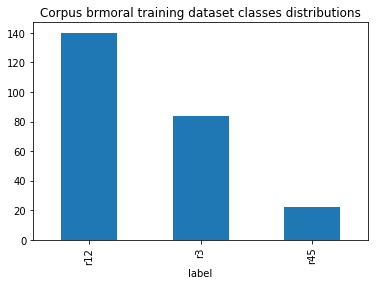 Corpus brmoral training dataset classes distributions
140
120
100
80
60
40
20
0
r12
r3
r45
label